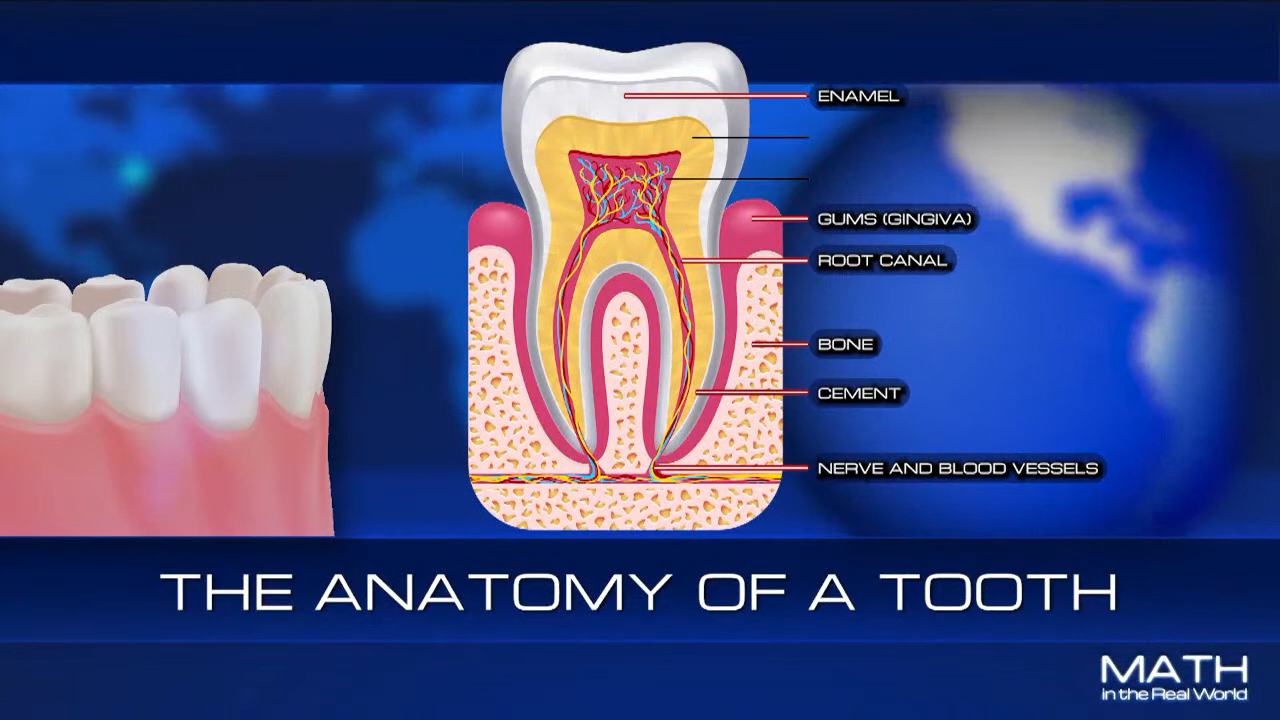 ENAMEL
GUMS (GINGIVA)
ROOT CANAL
BONE
CEMENT
NERVE AND BLOOD VESSELS
THE ANATOMY OF A TOOTH
MATH
in the Real World